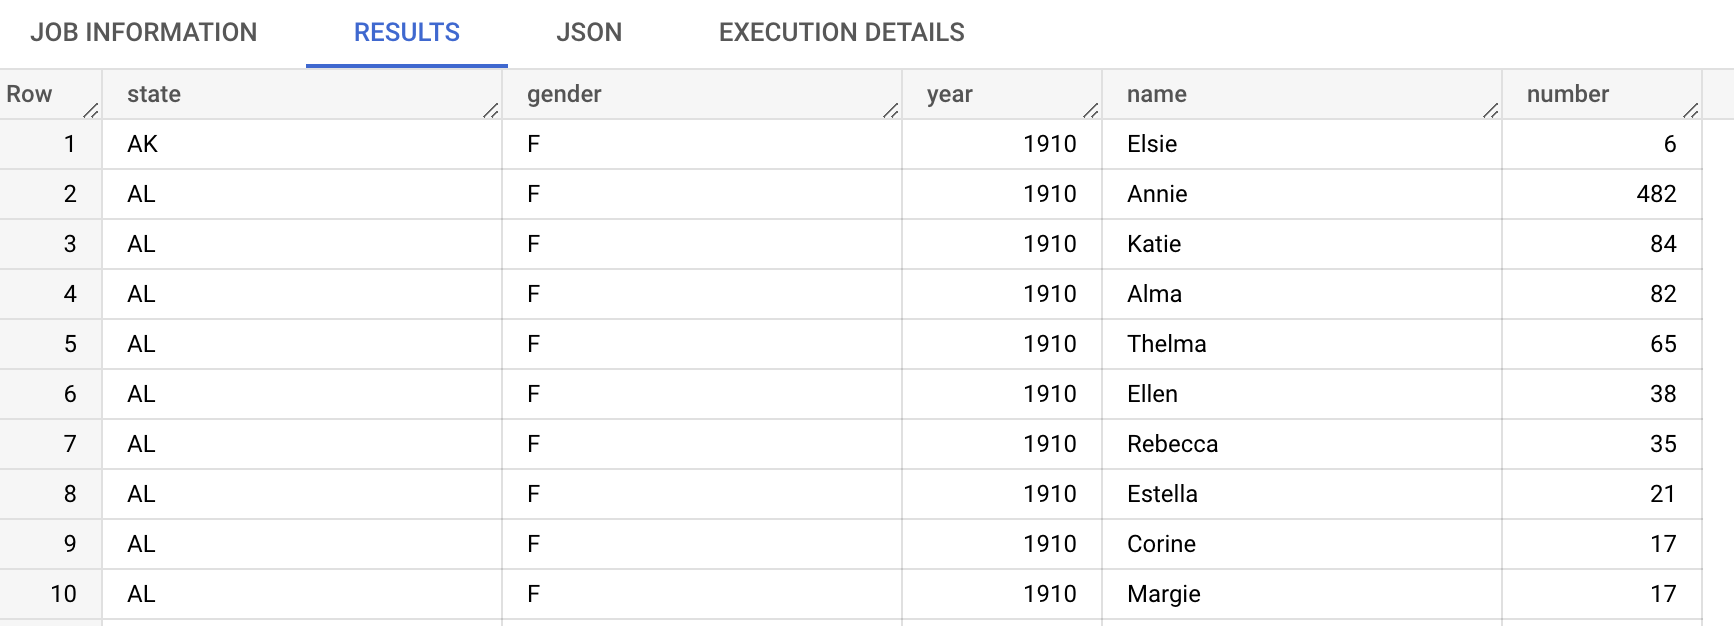 JOB INFORMATION RESULTS JSON EXECUTION DETAILS
Row state gender year name number
1 AK F 1910 Elsie 6
2 AL F 1910 Annie 482
3 AL F 1910 Katie 84
4 AL F 1910 Alma 82
5 AL F 1910 Thelma 65
6 AL F 1910 Ellen 38
7 AL F 1910 Rebecca 35
8 AL F 1910 Estella 21
9 AL F 1910 Corine 17
10 AL F 1910 Margie 17